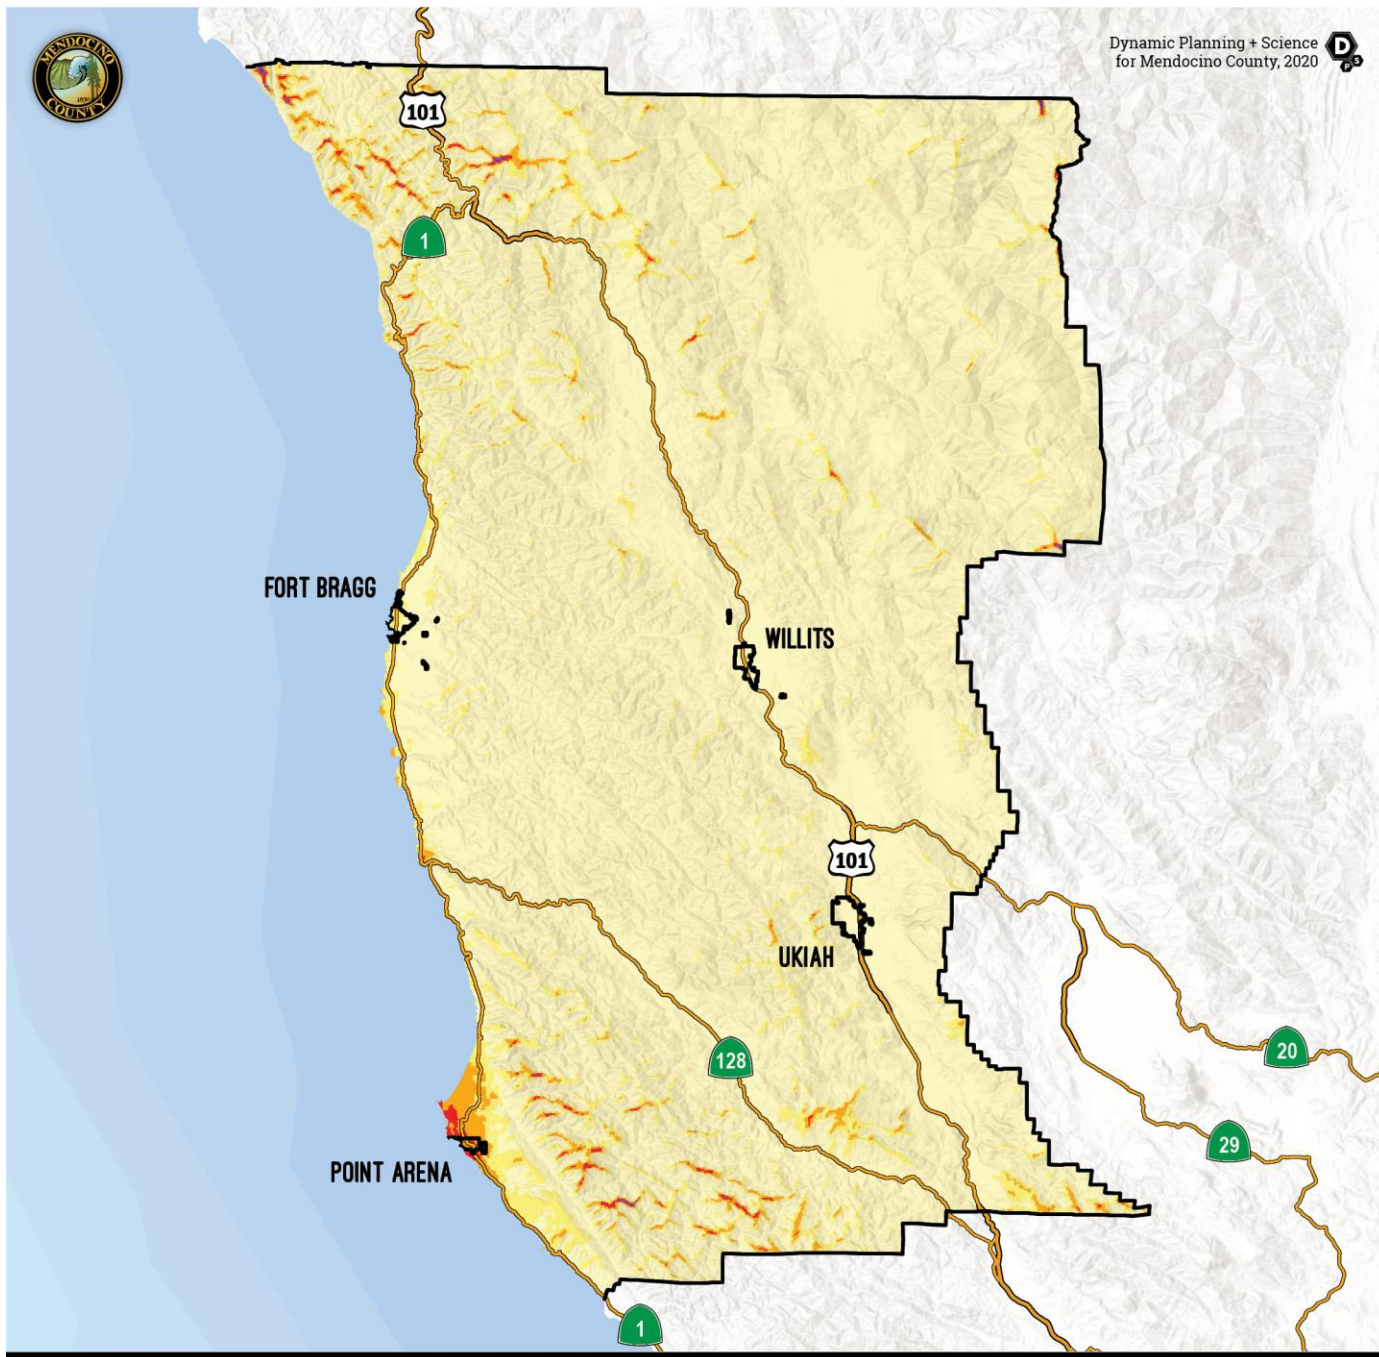 MENDOCINO
1850
COUNTY
Dynamic Planning + Science
for Mendocino County, 2020
D
P
S
101
1
FORT BRAGG
WILLITS
101
UKIAH
128
20
29
POINT ARENA
1